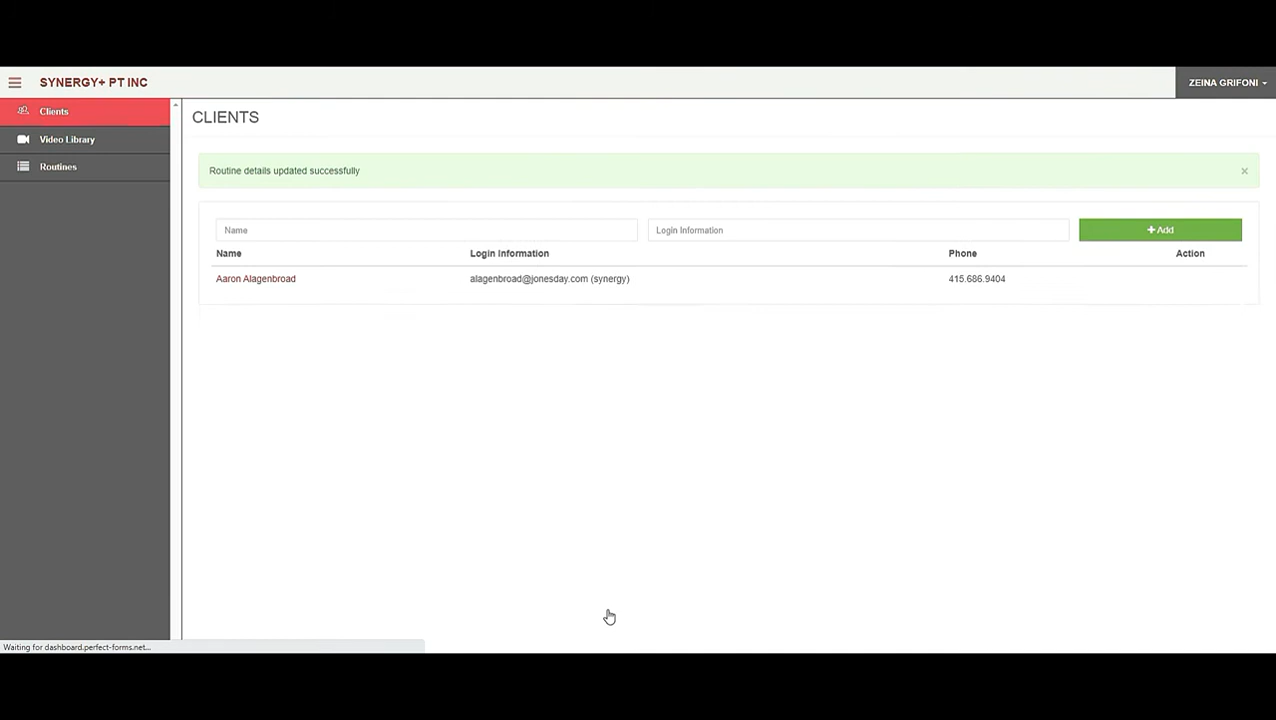 SYNERGY+ PT INC
ZEINA GRIFONI
Clients
Video Library
Routines
CLIENTS
Routine details updated successfully
×
Name
Login Information
+ Add
Name
Login Information
Phone
Action
Aaron Alagenbroad
alagenbroad@jonesday.com (synergy)
415.686.9404
Waiting for dashboard.perfect-forms.net...